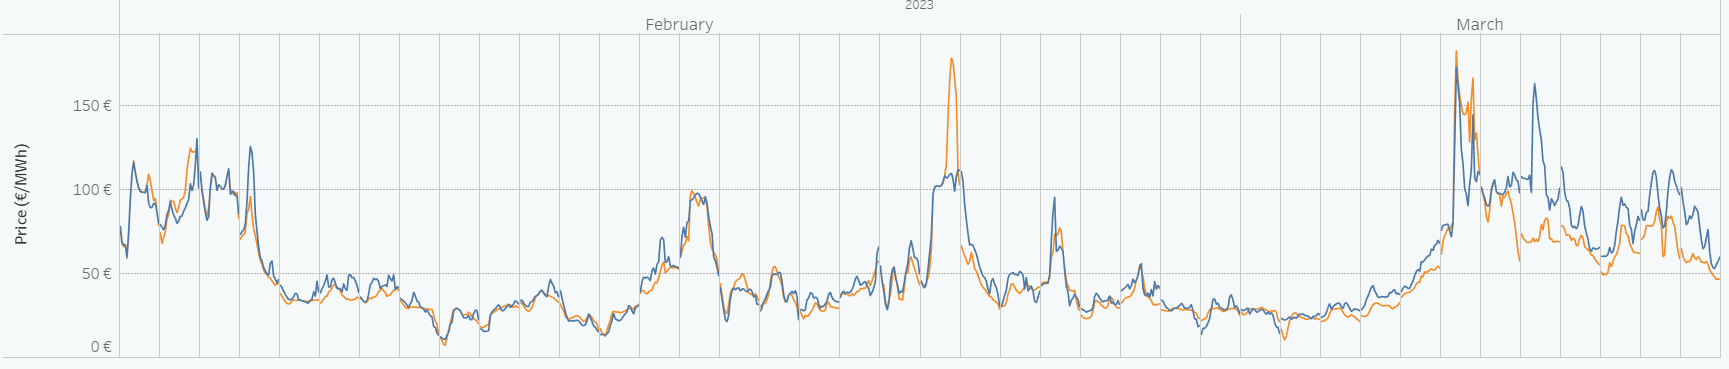 2023
February
March
Price (€/MWh)
150 €
100 €
50 €
0 €